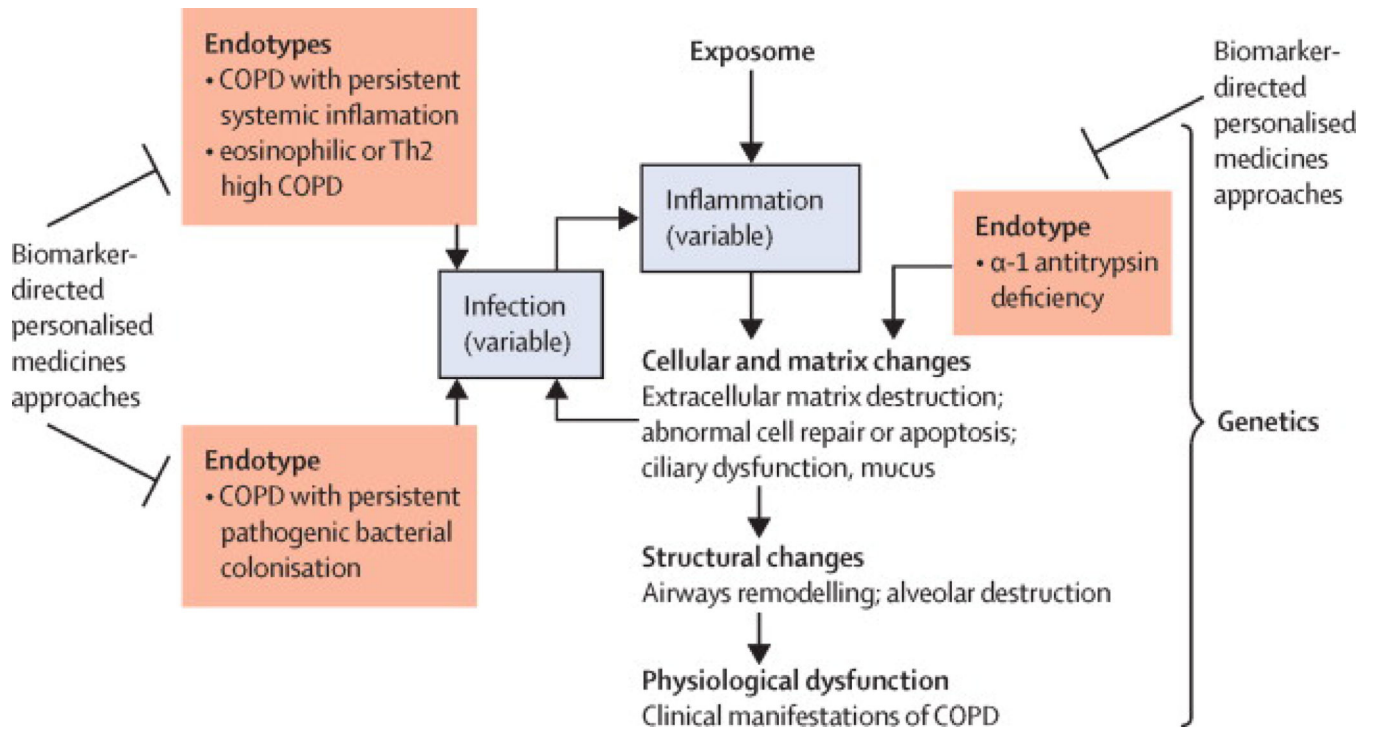 Endotypes
• COPD with persistent
systemic inflamation
• eosinophilic or Th2
high COPD
Exposome
Biomarker-
directed
personalised
medicines
approaches
Inflammation
(variable)
Endotype
• α-1 antitrypsin
deficiency
Biomarker-
directed
personalised
medicines
approaches
Infection
(variable)
Cellular and matrix changes
Extracellular matrix destruction;
abnormal cell repair or apoptosis;
ciliary dysfunction, mucus
Genetics
Endotype
• COPD with persistent
pathogenic bacterial
colonisation
Structural changes
Airways remodelling; alveolar destruction
Physiological dysfunction
Clinical manifestations of COPD